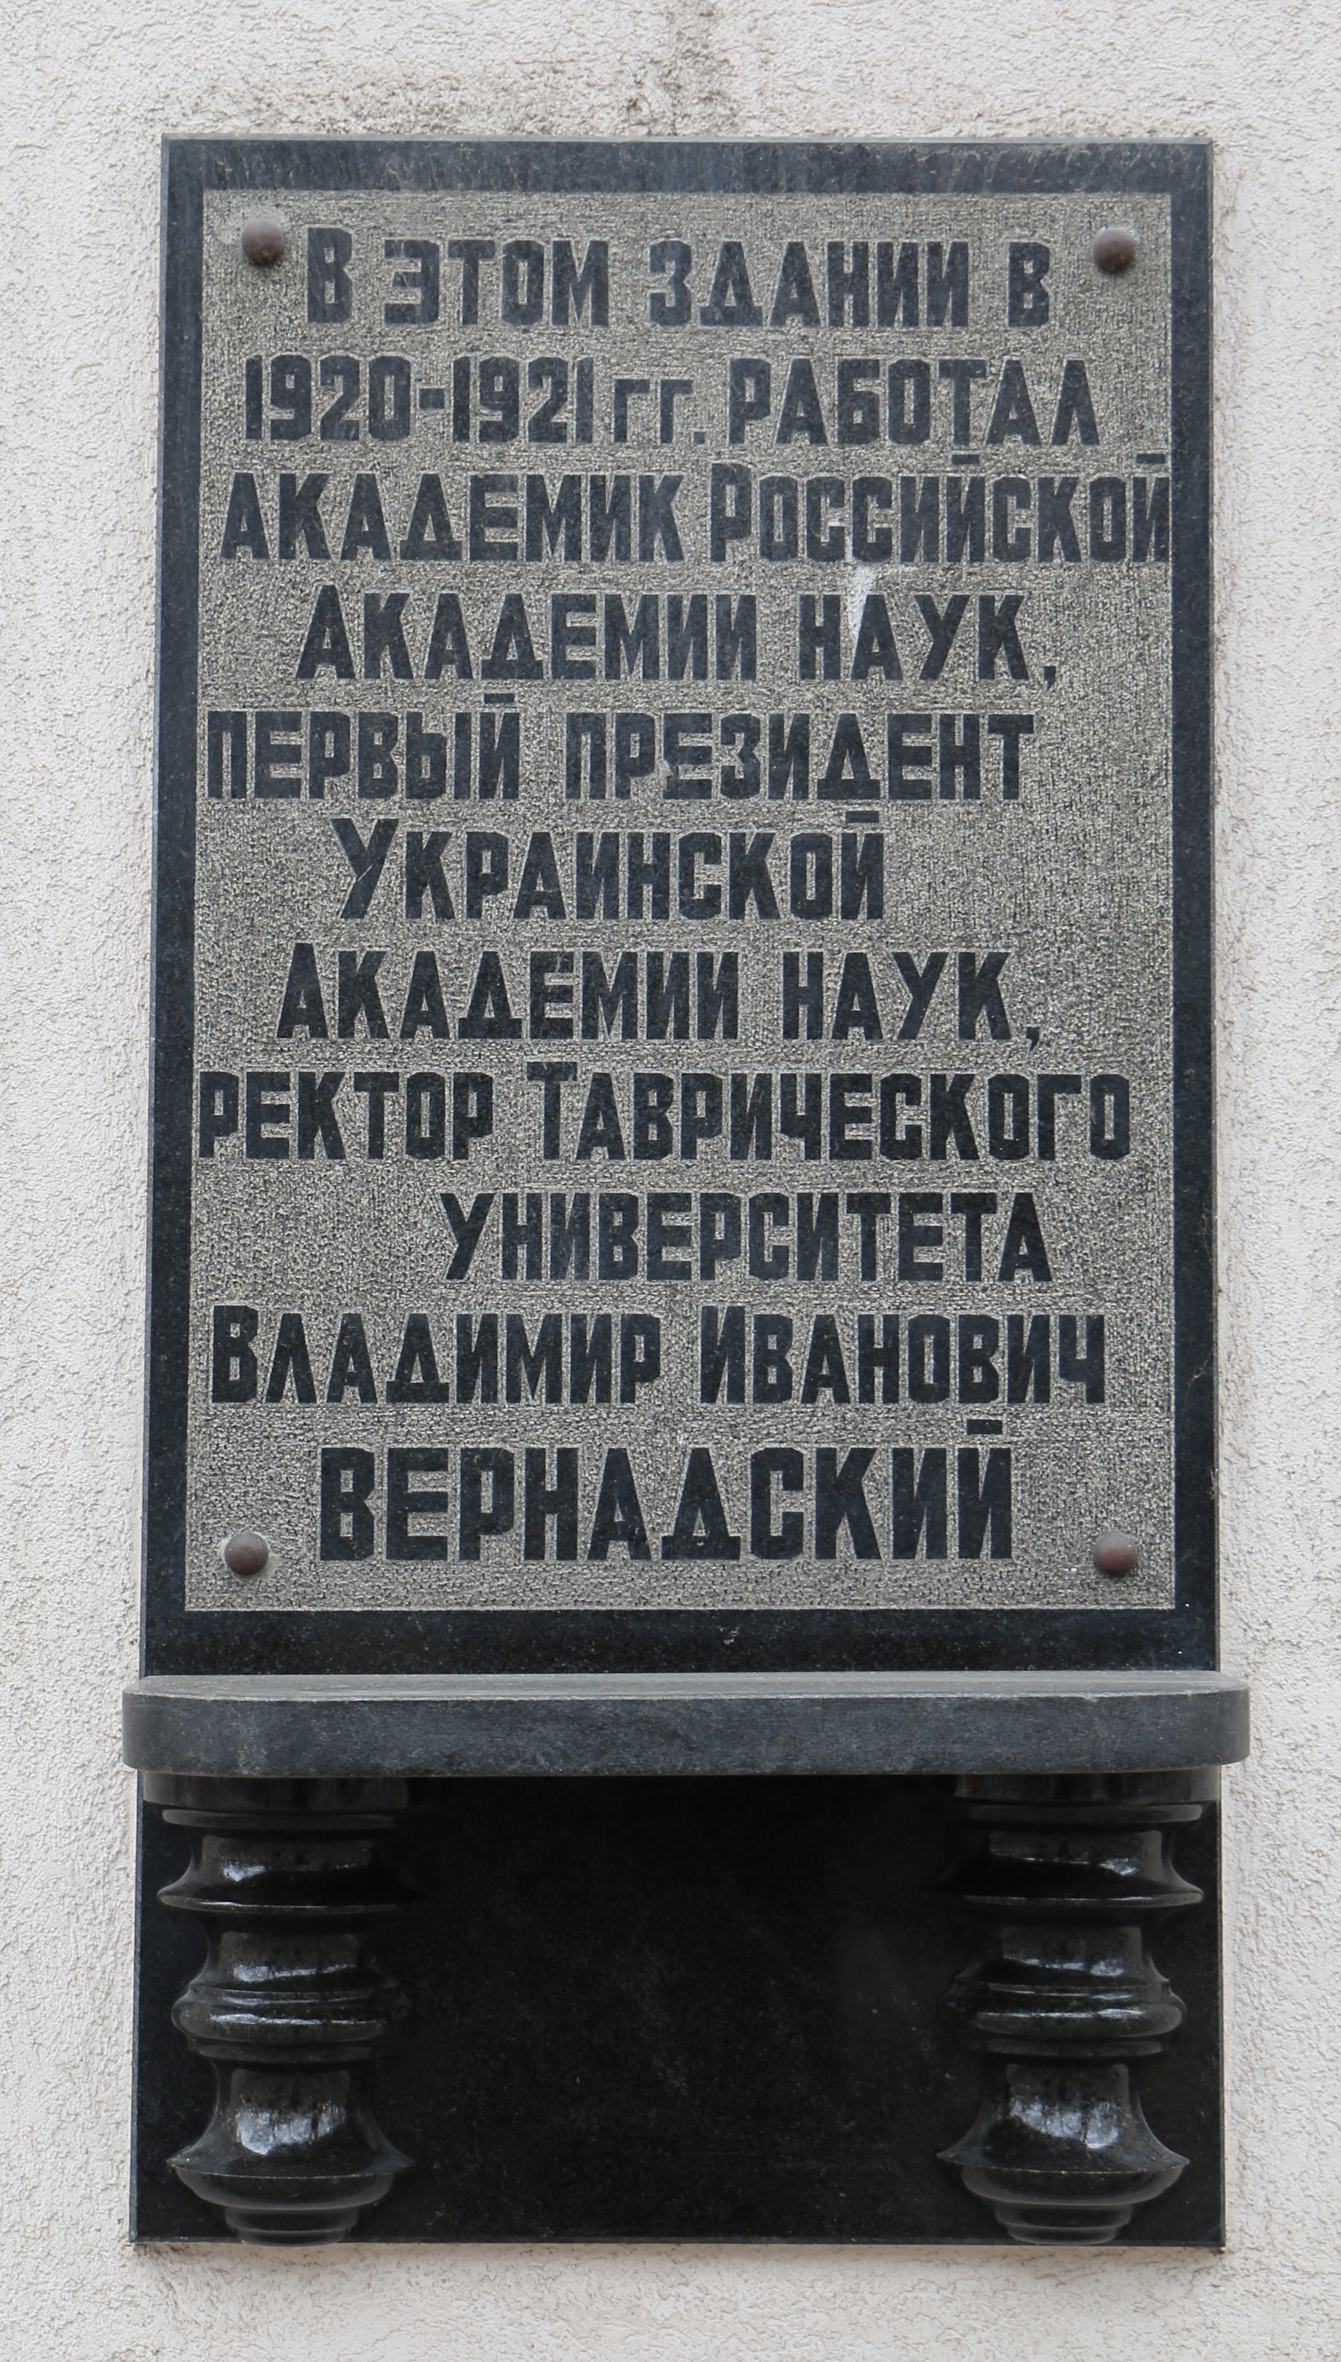 В ЭТОМ ЗДАНИИ В
1920-1921 гг. РАБОТАЛ
АКАДЕМИК РОССИЙСКОЙ
АКАДЕМИИ НАУК,
ПЕРВЫЙ ПРЕЗИДЕНТ
УКРАИНСКОЙ
АКАДЕМИИ НАУК,
РЕКТОР ТАВРИЧЕСКОГО
УНИВЕРСИТЕТА
ВЛАДИМИР ИВАНОВИЧ
ВЕРНАДСКИЙ